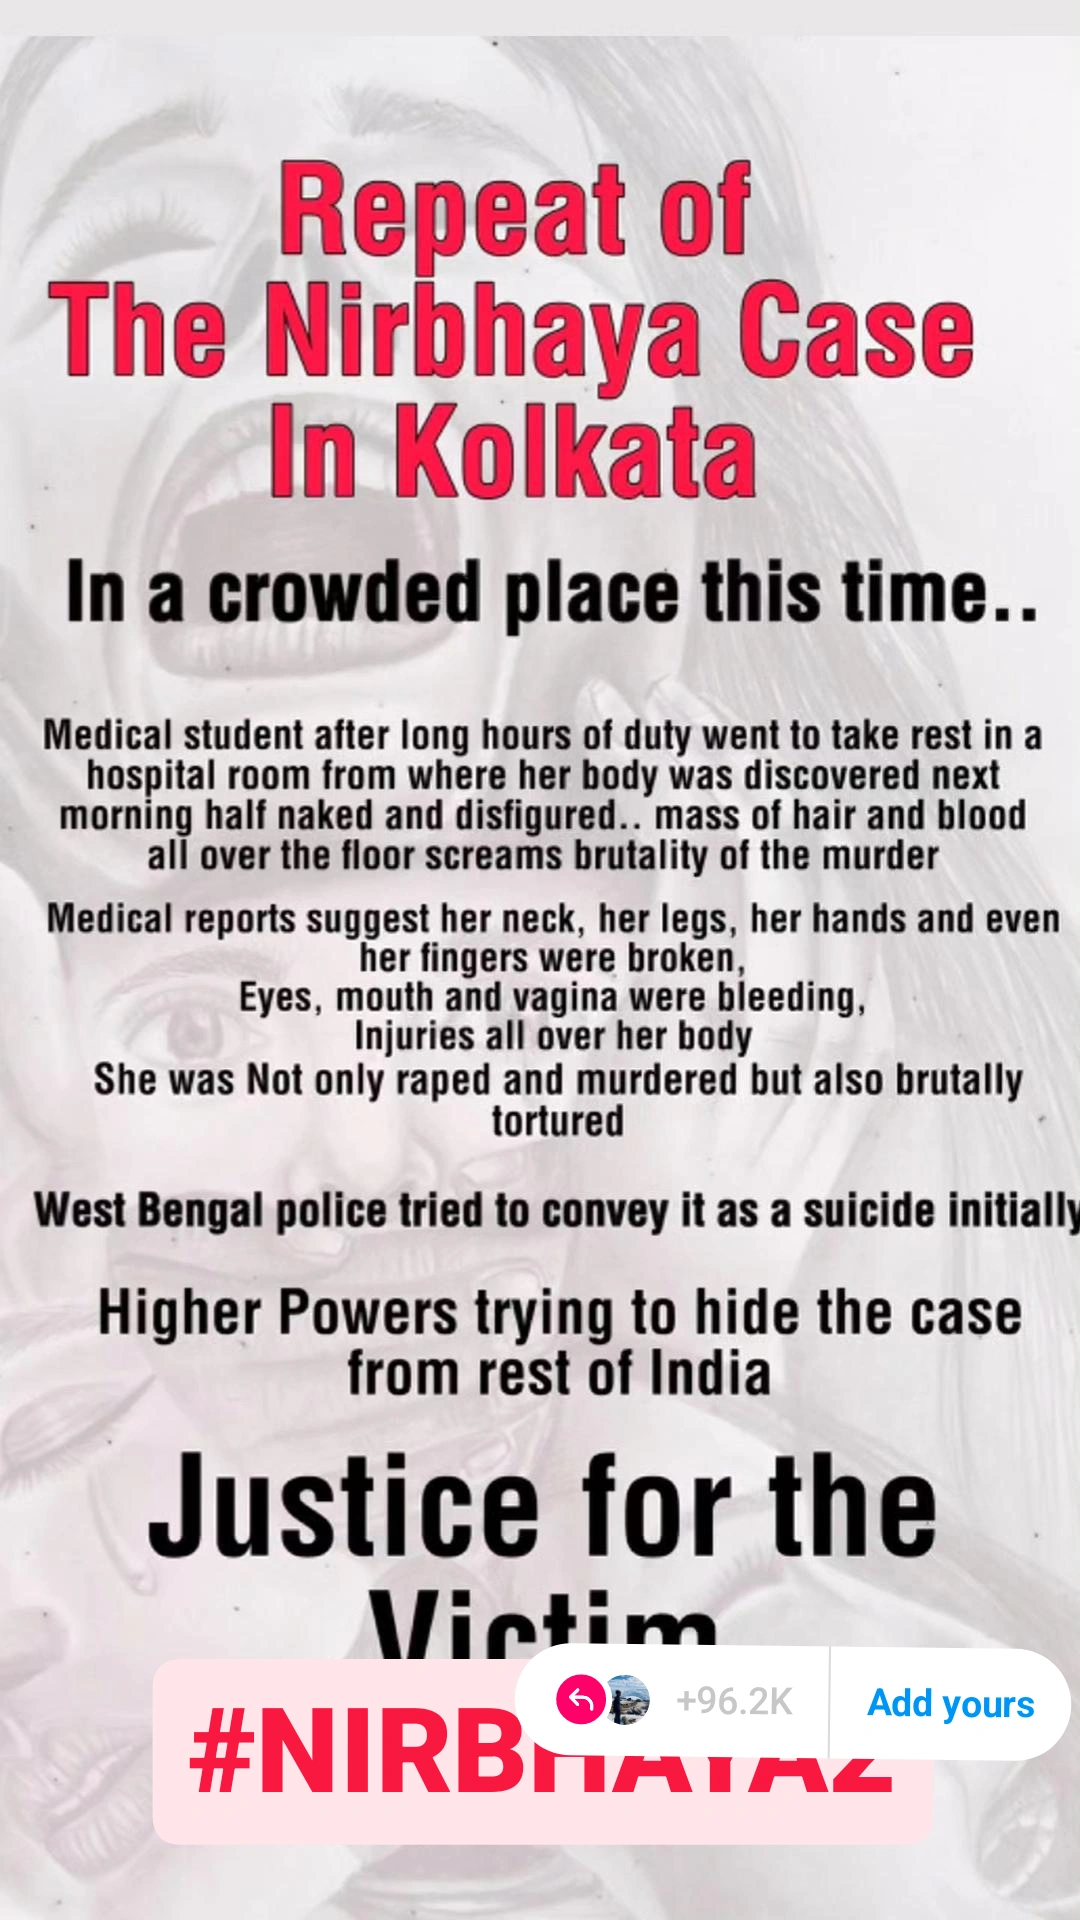 Repeat of
The Nirbhaya Case
In Kolkata
In a crowded place this time..
Medical student after long hours of duty went to take rest in a
hospital room from where her body was discovered next
morning half naked and disfigured.. mass of hair and blood
all over the floor screams brutality of the murder
Medical reports suggest her neck, her legs, her hands and even
her fingers were broken,
Eyes, mouth and vagina were bleeding,
Injuries all over her body
She was Not only raped and murdered but also brutally
tortured
West Bengal police tried to convey it as a suicide initially
Higher Powers trying to hide the case
from rest of India
Justice for the
Victim
+96.2K Add yours
#NIRBHAYA2